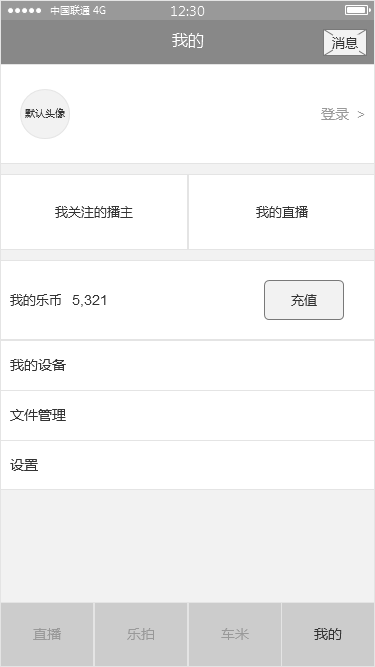 中国联通 4G 12:30
我的 消息
默认头像 登录 >
我关注的播主 我的直播
我的乐币 5,321 充值
我的设备
文件管理
设置
直播 乐拍 车米 我的